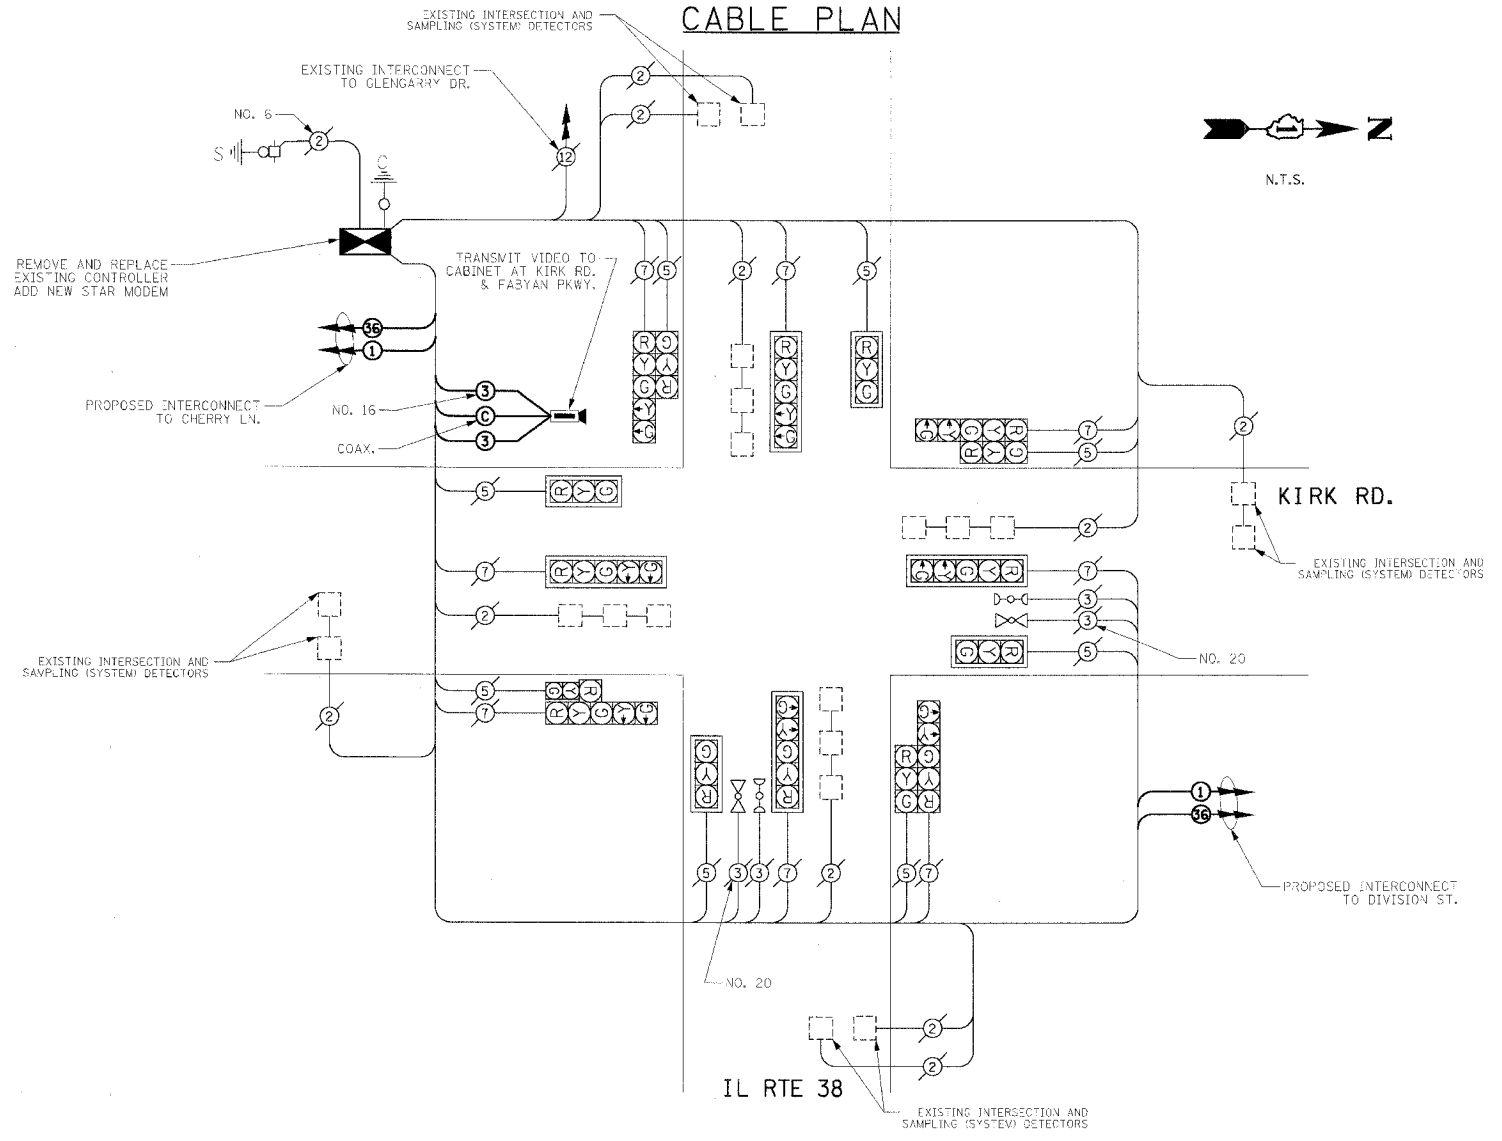 CABLE PLAN
EXISTING INTERSECTION AND
SAMPLING (SYSTEM) DETECTORS
EXISTING INTERCONNECT
TO GLENGARRY DR.
2
2
NO. 6
2
12
S
C
N
N.T.S.
REMOVE AND REPLACE
EXISTING CONTROLLER
ADD NEW STAR MODEM
TRANSMIT VIDEO TO
CABINET AT KIRK RD.
& FABYAN PKWY.
7 5 2 7 5
36
1
PROPOSED INTERCONNECT
TO CHERRY LN.
NO. 16
COAX.
3
C
3
R G
Y Y
G R
Y
G
R
Y
G
Y
G
R
Y
G
G Y G Y R 7
R Y G 5
2
KIRK RD.
5 R Y G
2
EXISTING INTERSECTION AND
SAMPLING (SYSTEM) DETECTORS
7 R Y G Y G
G Y G Y R 7
2
3
3
NO. 20
G Y R 5
EXISTING INTERSECTION AND
SAMPLING (SYSTEM) DETECTORS
2
5 G Y R
7 R Y G Y G
G
Y
R
G
Y
G
Y
R
G
Y
R G
Y Y
G R
1
36
5 3 3 7 2 5 7
PROPOSED INTERCONNECT
TO DIVISION ST.
NO. 20
2
2
IL RTE 38
EXISTING INTERSECTION AND
SAMPLING (SYSTEM) DETECTORS